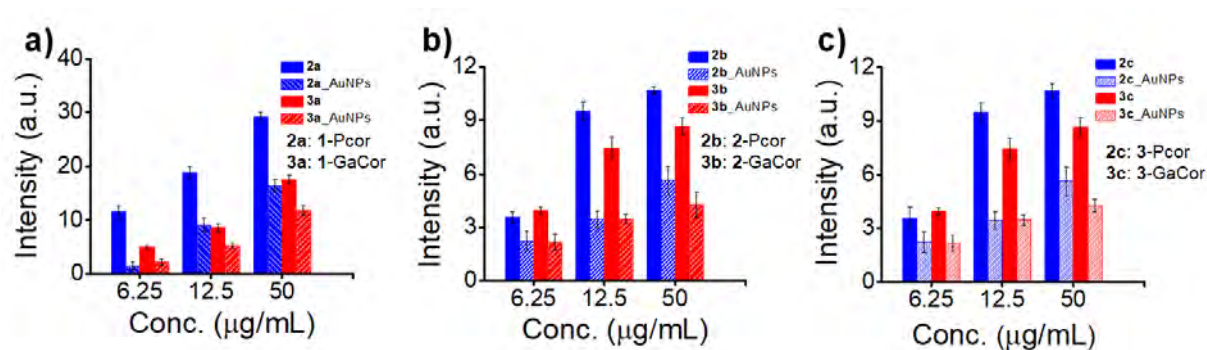 a)
Intensity (a.u.)
40
30
20
10
0
2a
2a_AuNPs
3a
3a_AuNPs
2a: 1-Pcor
3a: 1-GaCor
6.25 12.5 50
Conc. (μg/mL)
b)
Intensity (a.u.)
12
9
6
3
0
2b
2b_AuNPs
3b
3b_AuNPs
2b: 2-Pcor
3b: 2-GaCor
6.25 12.5 50
Conc. (μg/mL)
c)
Intensity (a.u.)
12
9
6
3
0
2c
2c_AuNPs
3c
3c_AuNPs
2c: 3-Pcor
3c: 3-GaCor
6.25 12.5 50
Conc. (μg/mL)